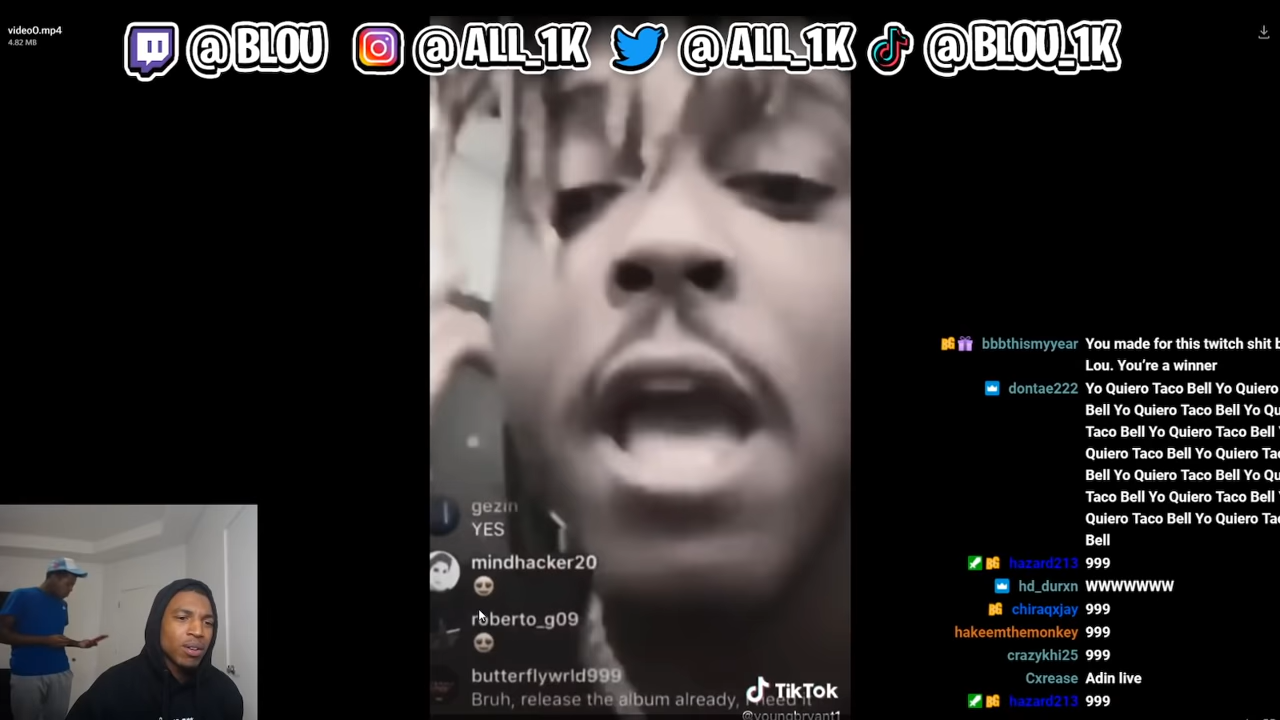 video0.mp4
4.82 MB
@BLOU @ALL_1K @ALL_1K @BLOU_1K
gezin
YES
mindhacker20
roberto_g09
butterflywrld999
Bruh, release the album already, I need it
TikTok
@youngbryant1
bbbthismyyear You made for this twitch shit b
Lou. You’re a winner
dontae222 Yo Quiero Taco Bell Yo Quiero
Bell Yo Quiero Taco Bell Yo Qu
Taco Bell Yo Quiero Taco Bell Y
Quiero Taco Bell Yo Quiero Tac
Bell Yo Quiero Taco Bell Yo Qu
Taco Bell Yo Quiero Taco Bell Y
Quiero Taco Bell Yo Quiero Tac
Bell
hazard213 999
hd_durxn WWWWWWW
chiraqxjay 999
hakeemthemonkey 999
crazykhi25 999
Cxrease Adin live
hazard213 999